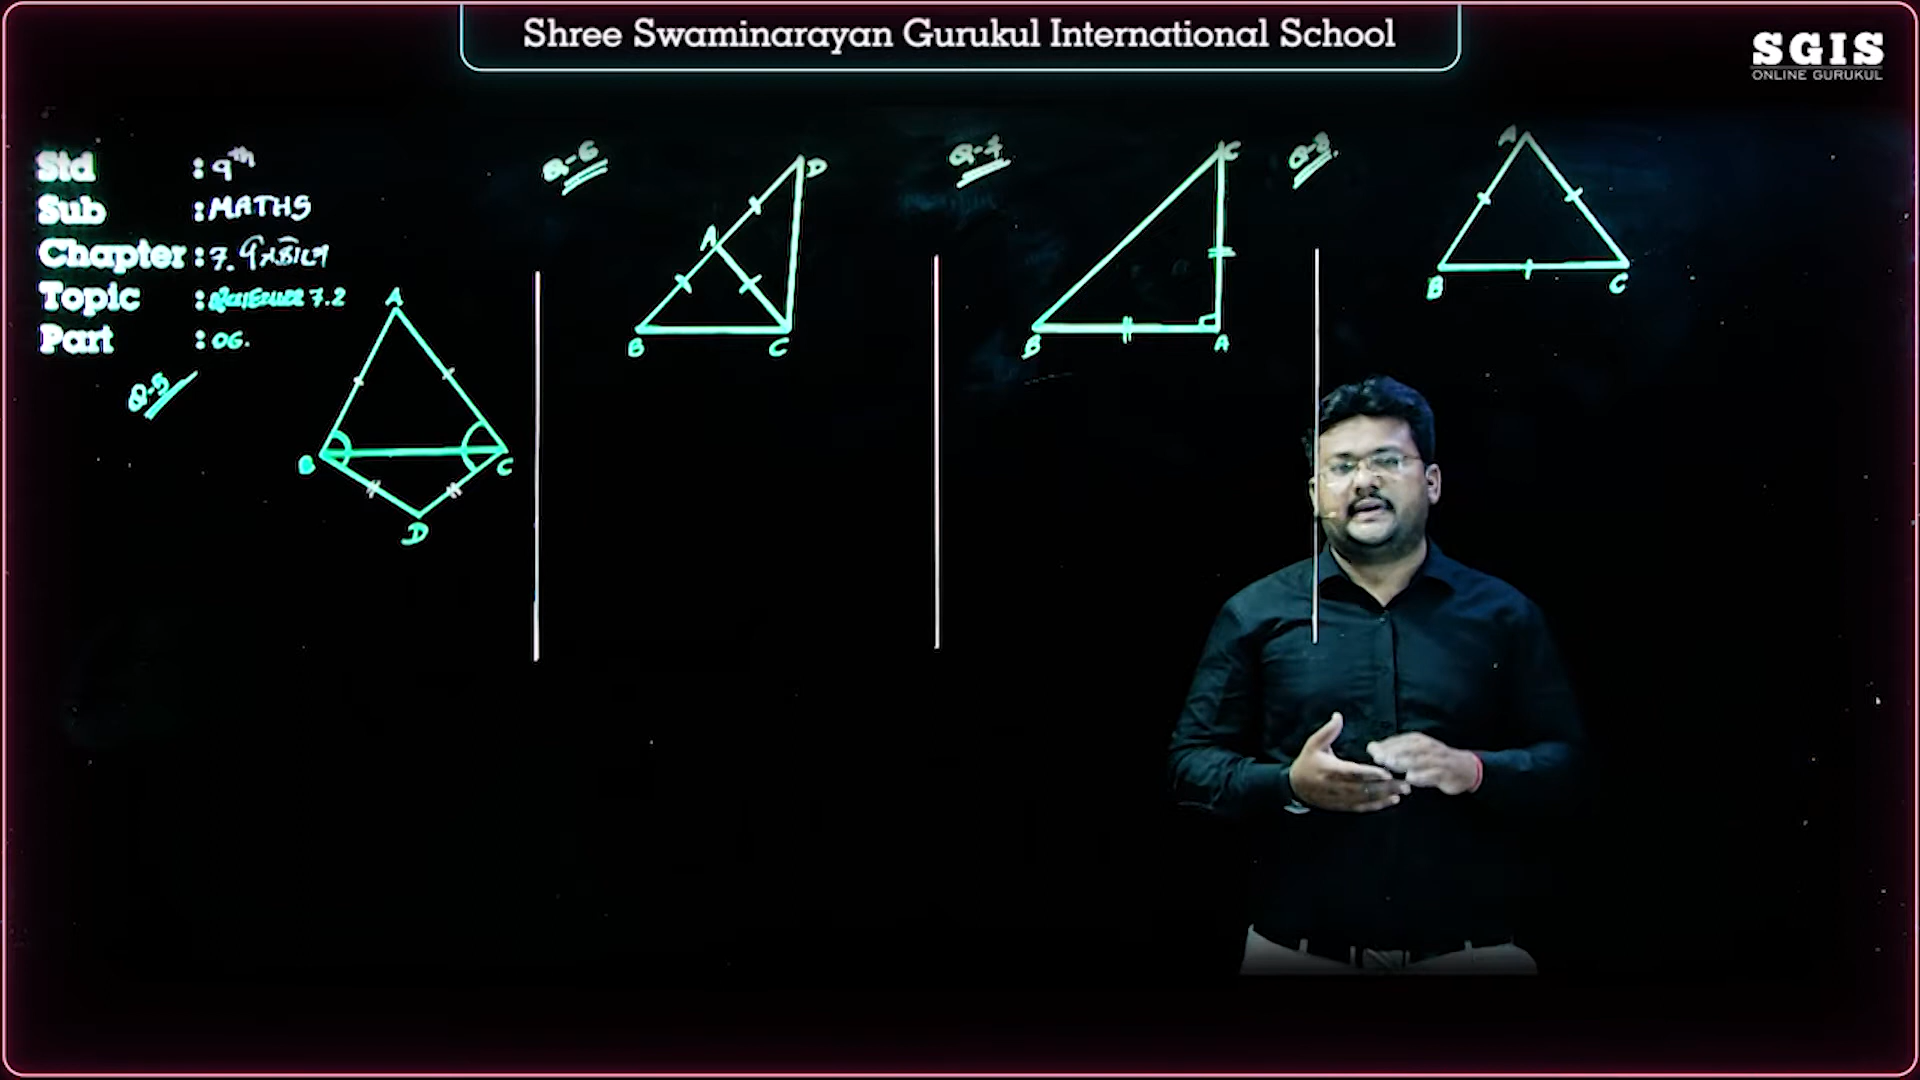 Shree Swaminarayan Gurukul International School
SGIS
ONLINE GURUKUL
Std : 9th
Sub : MATHS
Chapter : 7. ત્રિકોણ
Topic : 7.2
Part : 06.
Q-5
A
B
C
D
Q-6
D
A
B
C
Q-7
C
B
A
Q-8
A
B
C